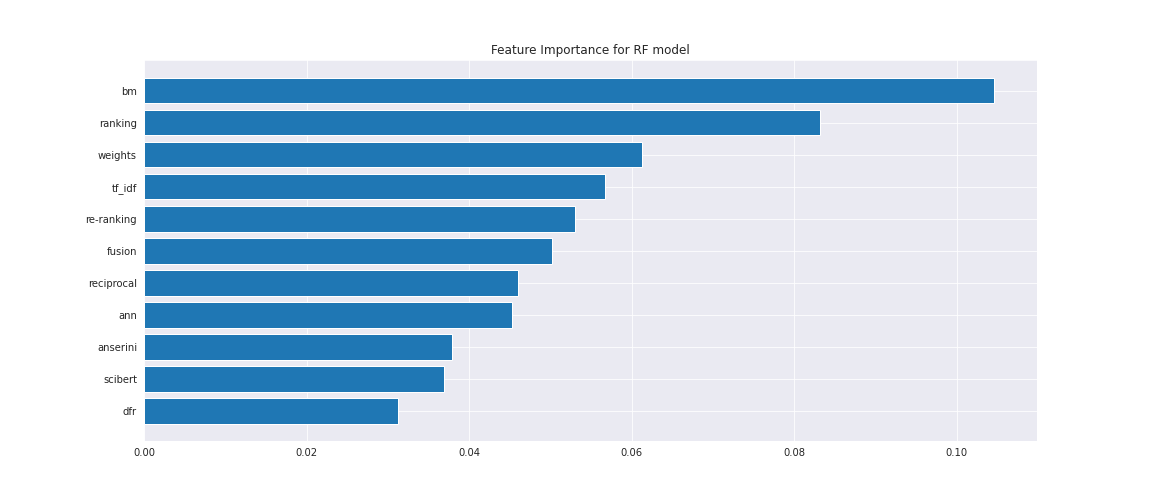 Feature Importance for RF model
bm
ranking
weights
tf_idf
re-ranking
fusion
reciprocal
ann
anserini
scibert
dfr
0.00 0.02 0.04 0.06 0.08 0.10